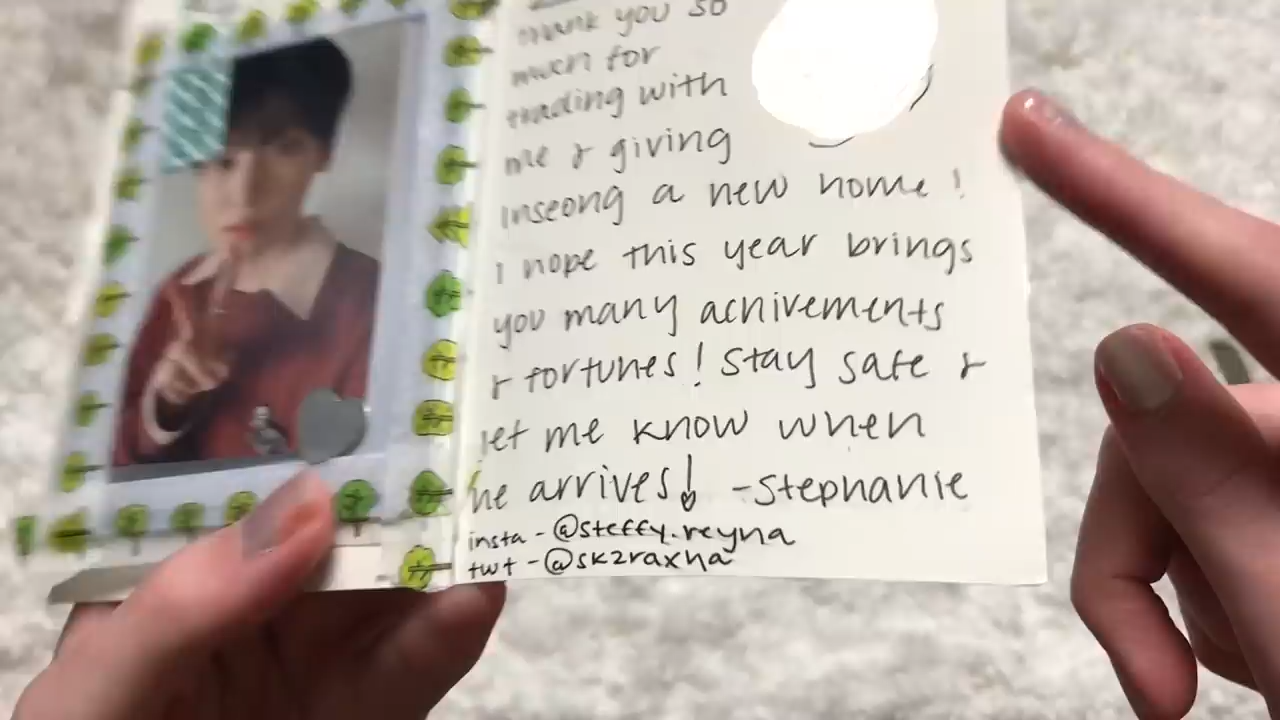 thank you so
much for
trading with
me & giving
Inseong a new home!
I hope this year brings
you many achivements
& fortunes! Stay safe &
let me know when
he arrives! -Stephanie
insta - @steffy.reyna
twt - @sk2raxna